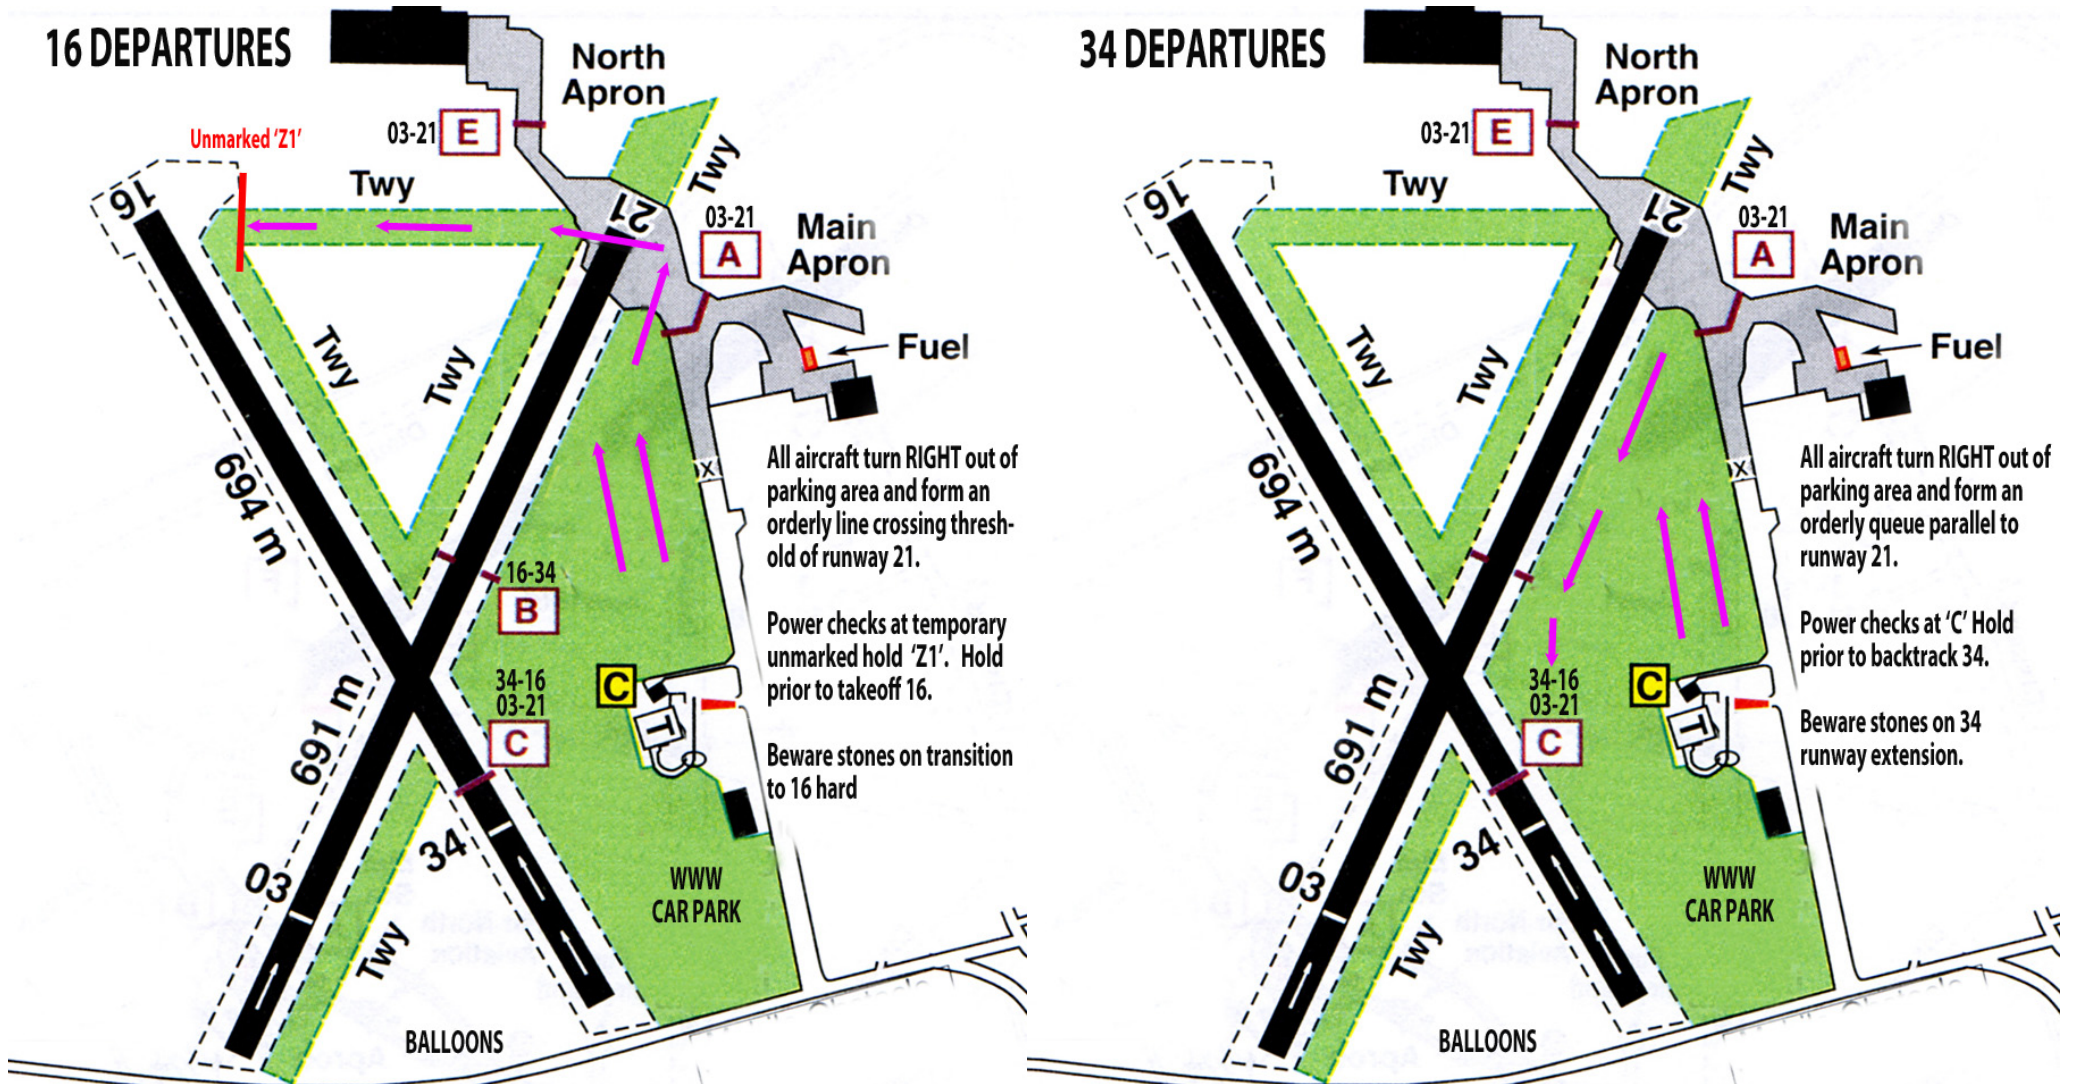 16 DEPARTURES
North
Apron
03-21
E
Unmarked 'Z1'
Twy
Twy
16
21
03-21
A
Main
Apron
Fuel
Twy
Twy
694 m
X
All aircraft turn RIGHT out of
parking area and form an
orderly line crossing thresh-
old of runway 21.
16-34
B
Power checks at temporary
unmarked hold 'Z1'. Hold
prior to takeoff 16.
34-16
03-21
C
C
T
691 m
Beware stones on transition
to 16 hard
34
03
WWW
CAR PARK
Twy
BALLOONS
34 DEPARTURES
North
Apron
03-21
E
Twy
Twy
16
21
03-21
A
Main
Apron
Fuel
Twy
Twy
694 m
X
All aircraft turn RIGHT out of
parking area and form an
orderly queue parallel to
runway 21.
Power checks at 'C' Hold
prior to backtrack 34.
34-16
03-21
C
C
T
691 m
Beware stones on 34
runway extension.
34
03
WWW
CAR PARK
Twy
BALLOONS